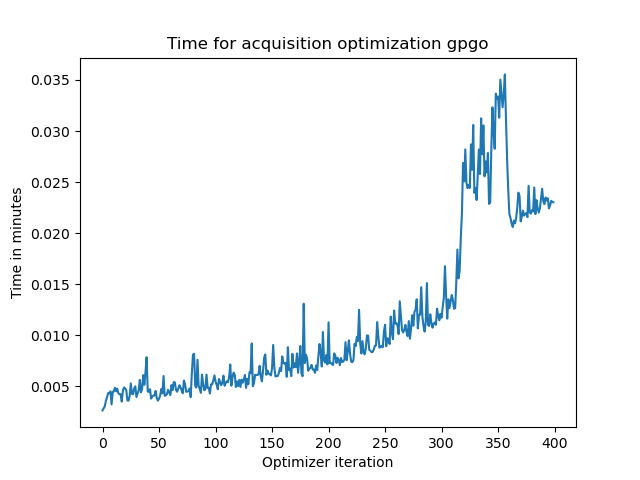 Time for acquisition optimization gpgo
Time in minutes
0.035
0.030
0.025
0.020
0.015
0.010
0.005
0 50 100 150 200 250 300 350 400
Optimizer iteration